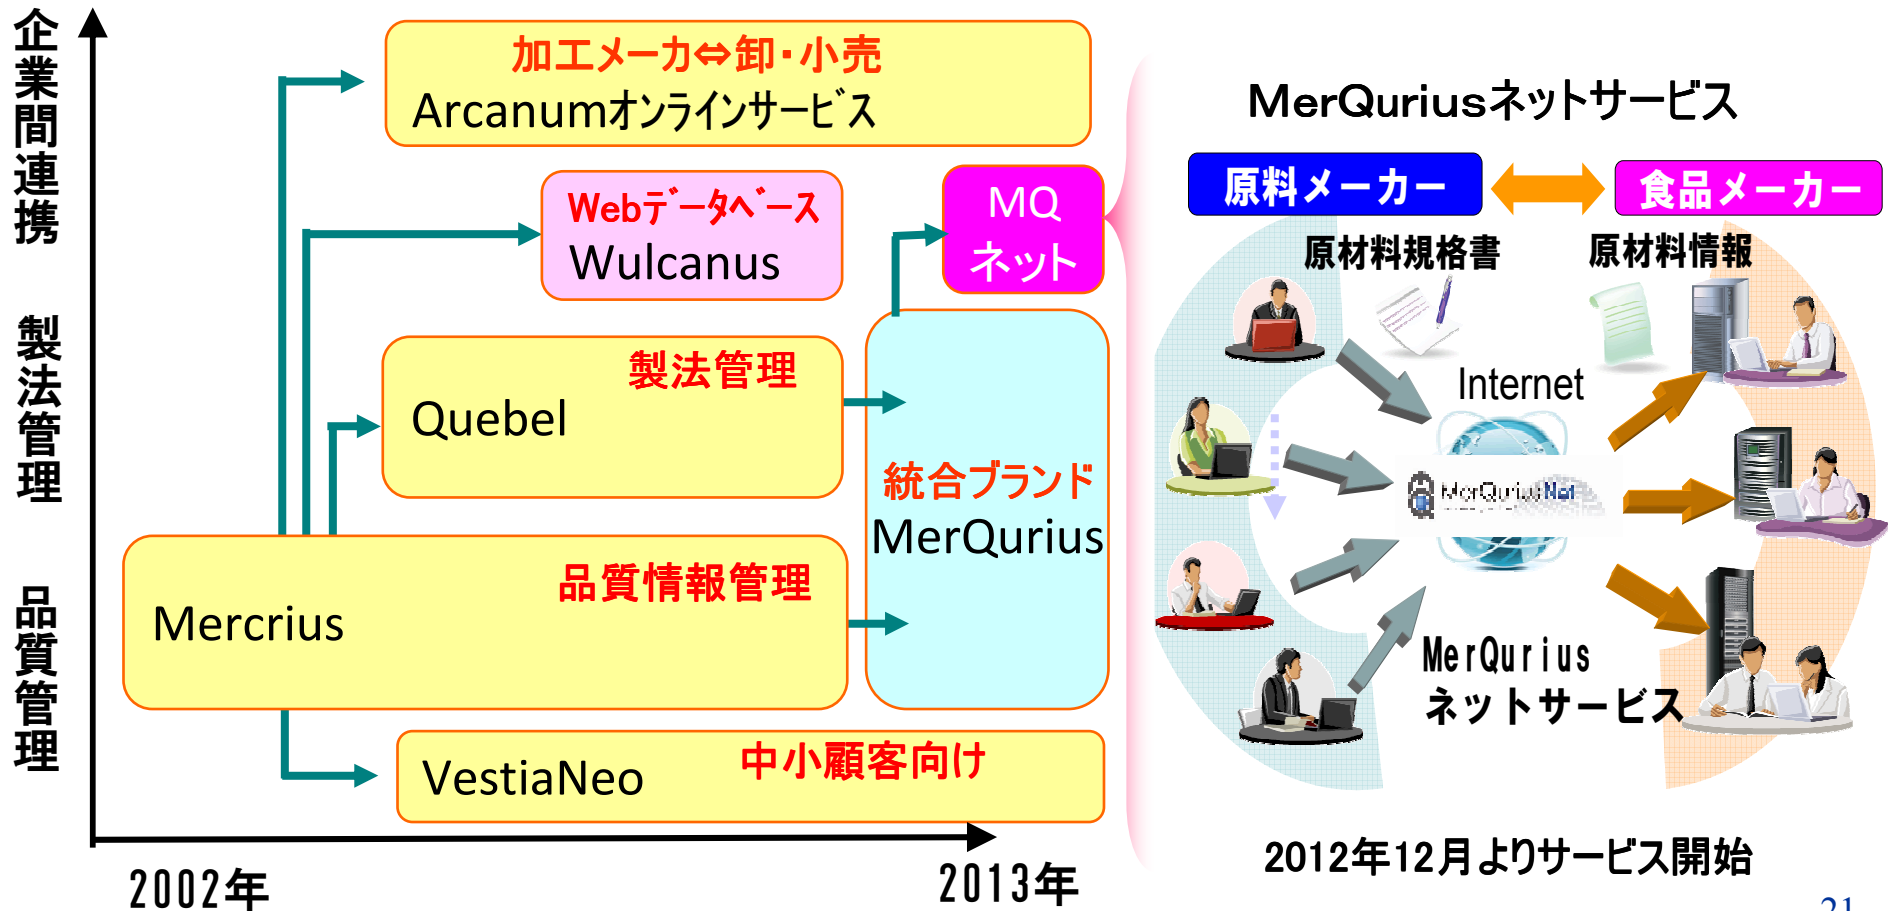 企業間連携
製法管理
品質管理
加工メーカ⇔卸・小売
Arcanumオンラインサービス
Webデータベース
Wulcanus
MQ
ネット
製法管理
Quebel
統合ブランド
MerQurius
品質情報管理
Mercrius
中小顧客向け
VestiaNeo
2002年
2013年
MerQuriusネットサービス
原料メーカー
食品メーカー
原材料規格書
原材料情報
Internet
MerQuriusNet
MerQurius
ネットサービス
2012年12月よりサービス開始
21